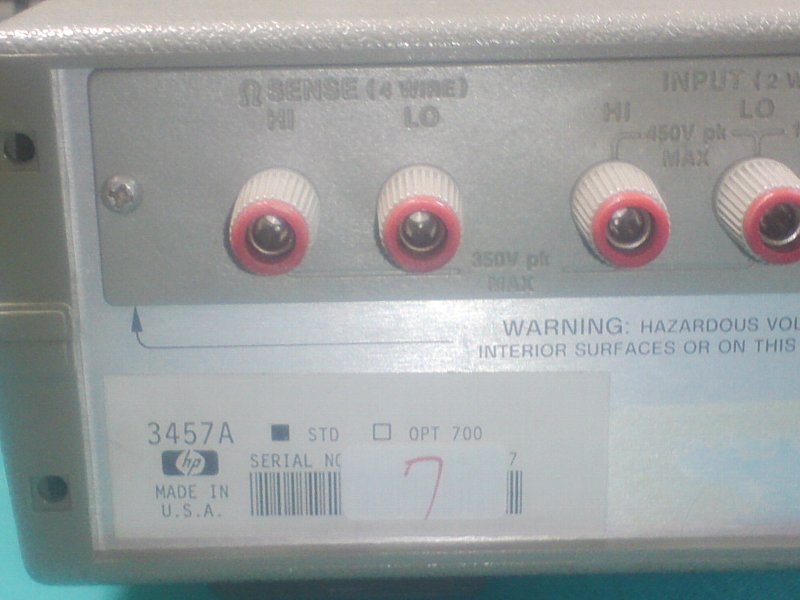 Ω SENSE (4 WIRE)
INPUT (2 W
HI
LO
HI
LO
450V pk
MAX
1
350V pk
MAX
WARNING: HAZARDOUS VOL
INTERIOR SURFACES OR ON THIS
3457A
STD
OPT 700
hp
SERIAL NO
7
7
MADE IN
U.S.A.